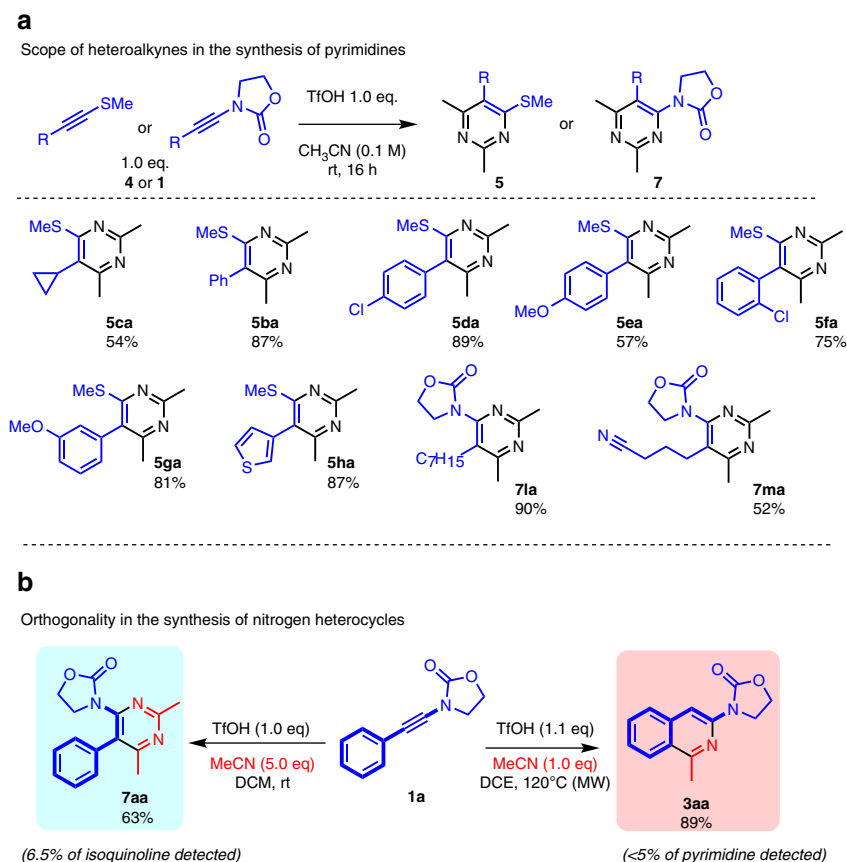 a
Scope of heteroalkynes in the synthesis of pyrimidines
R
SMe
or
R
N
O
O
1.0 eq.
4 or 1
TfOH 1.0 eq.
CH3CN (0.1 M)
rt, 16 h
R
SMe
N
N
5
or
R
N
O
O
N
N
7
MeS
N
N
5ca
54%
MeS
N
N
Ph
5ba
87%
SMe
N
N
Cl
5da
89%
MeS
N
N
MeO
5ea
57%
MeS
N
N
Cl
5fa
75%
MeS
N
N
MeO
5ga
81%
MeS
N
N
S
5ha
87%
O
O
N
N
N
C7H15
7la
90%
O
O
N
N
N
N
7ma
52%
b
Orthogonality in the synthesis of nitrogen heterocycles
O
O
N
N
N
7aa
63%
TfOH (1.0 eq)
MeCN (5.0 eq)
DCM, rt
O
O
N
1a
TfOH (1.1 eq)
MeCN (1.0 eq)
DCE, 120°C (MW)
O
O
N
N
3aa
89%
(6.5% of isoquinoline detected)
(<5% of pyrimidine detected)